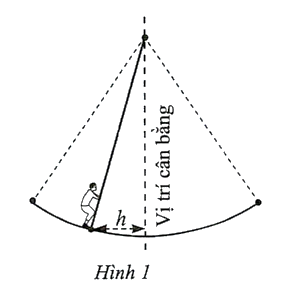 Vị trí cân bằng
h
Hình 1